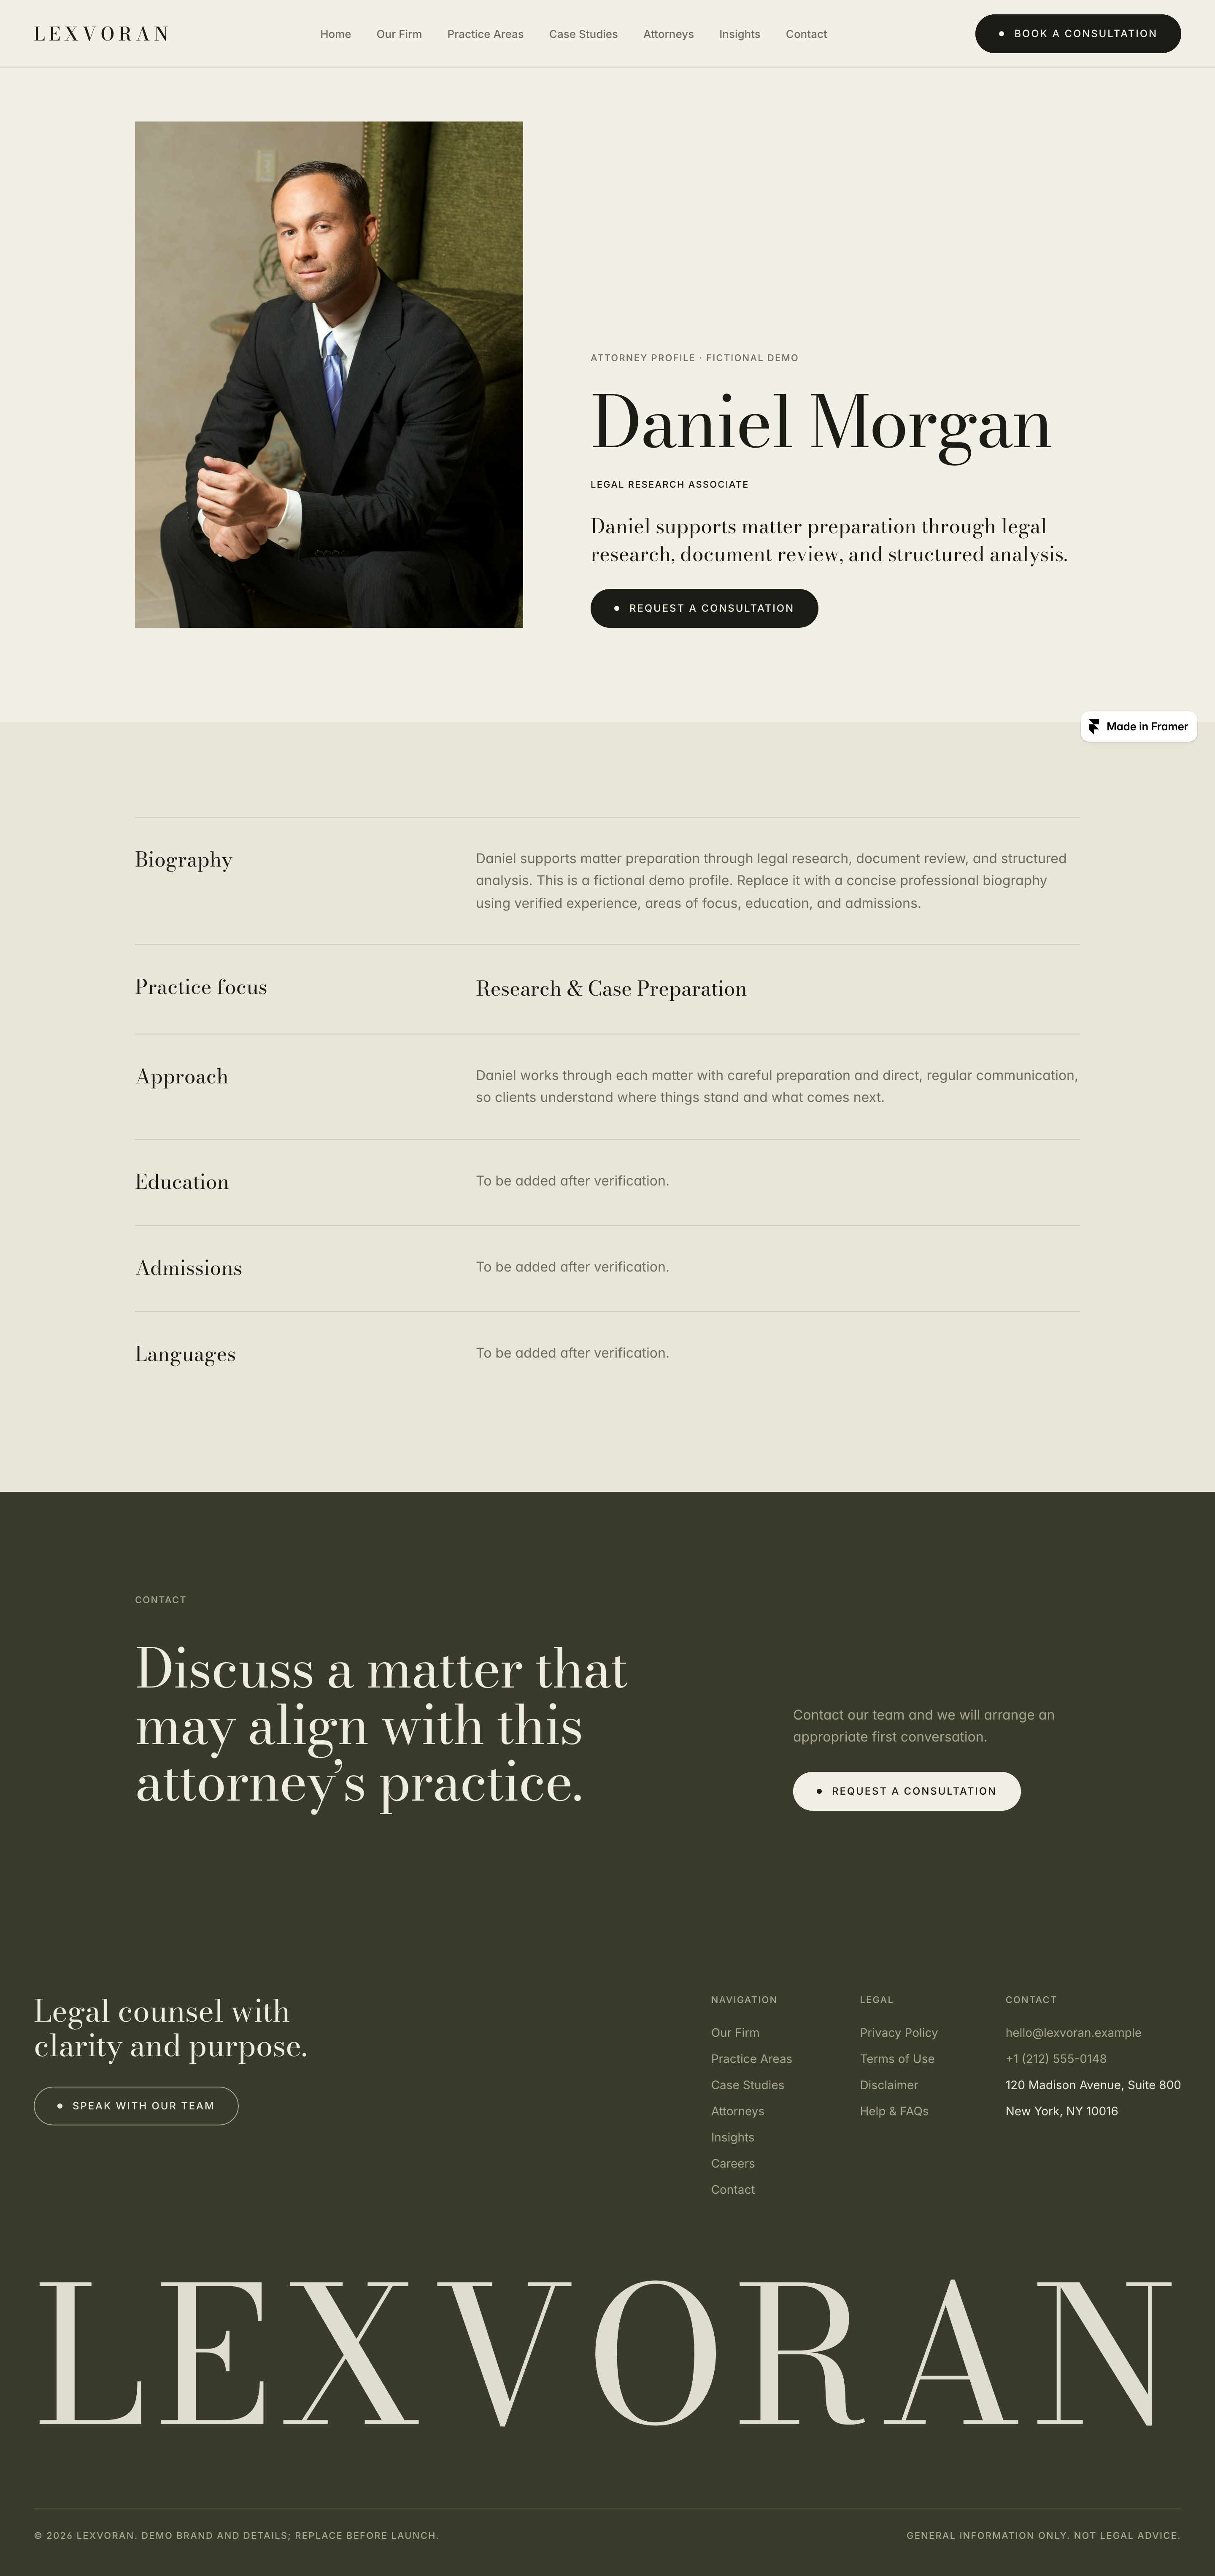 LEXVORAN
Home Our Firm Practice Areas Case Studies Attorneys Insights Contact
BOOK A CONSULTATION
ATTORNEY PROFILE · FICTIONAL DEMO
Daniel Morgan
LEGAL RESEARCH ASSOCIATE
Daniel supports matter preparation through legal
research, document review, and structured analysis.
REQUEST A CONSULTATION
Made in Framer
Biography
Daniel supports matter preparation through legal research, document review, and structured
analysis. This is a fictional demo profile. Replace it with a concise professional biography
using verified experience, areas of focus, education, and admissions.
Practice focus
Research & Case Preparation
Approach
Daniel works through each matter with careful preparation and direct, regular communication,
so clients understand where things stand and what comes next.
Education
To be added after verification.
Admissions
To be added after verification.
Languages
To be added after verification.
CONTACT
Discuss a matter that
may align with this
attorney’s practice.
Contact our team and we will arrange an
appropriate first conversation.
REQUEST A CONSULTATION
Legal counsel with
clarity and purpose.
SPEAK WITH OUR TEAM
NAVIGATION
Our Firm
Practice Areas
Case Studies
Attorneys
Insights
Careers
Contact
LEGAL
Privacy Policy
Terms of Use
Disclaimer
Help & FAQs
CONTACT
hello@lexvoran.example
+1 (212) 555-0148
120 Madison Avenue, Suite 800
New York, NY 10016
LEXVORAN
© 2026 LEXVORAN. DEMO BRAND AND DETAILS; REPLACE BEFORE LAUNCH.
GENERAL INFORMATION ONLY. NOT LEGAL ADVICE.